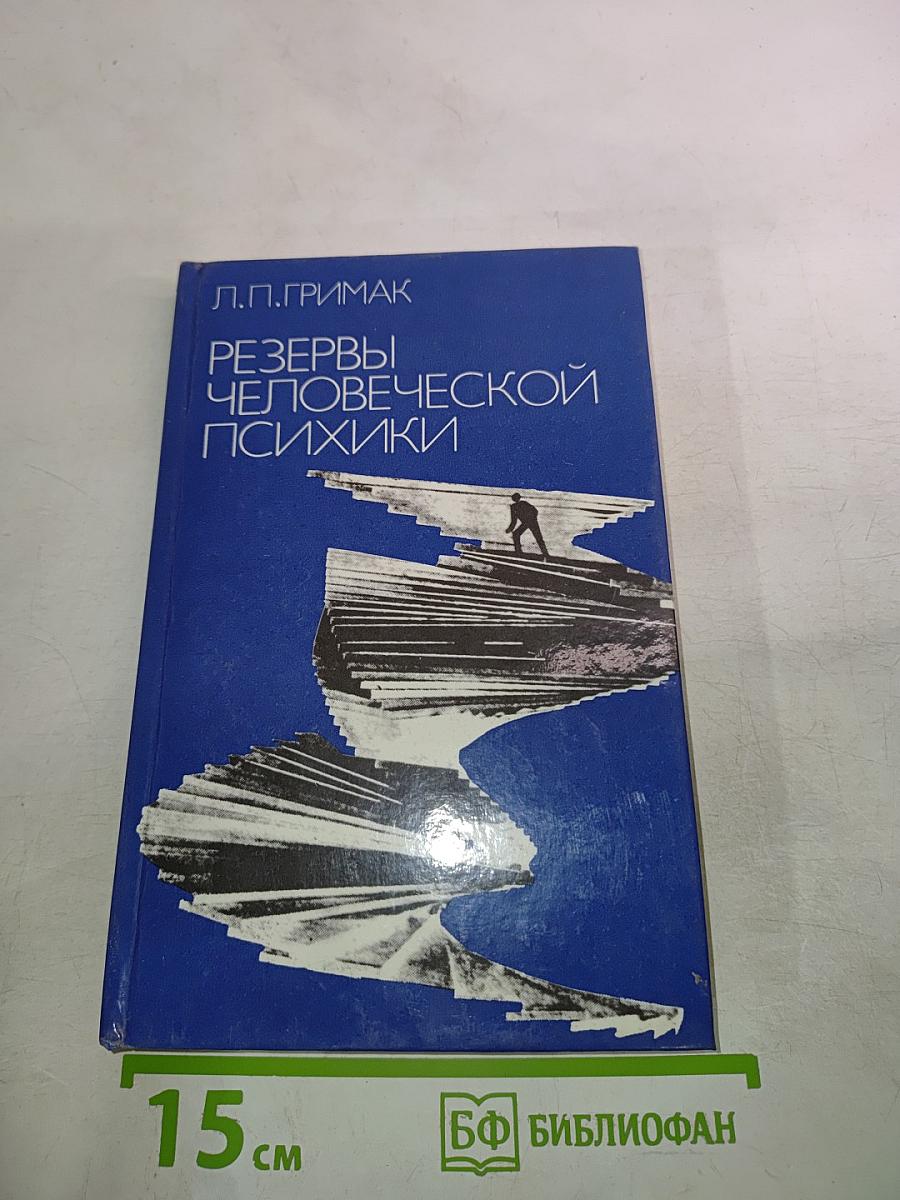 Л.П.ГРИМАК
РЕЗЕРВЫ
ЧЕЛОВЕЧЕСКОЙ
ПСИХИКИ
15 см
БФ БИБЛИОФАН